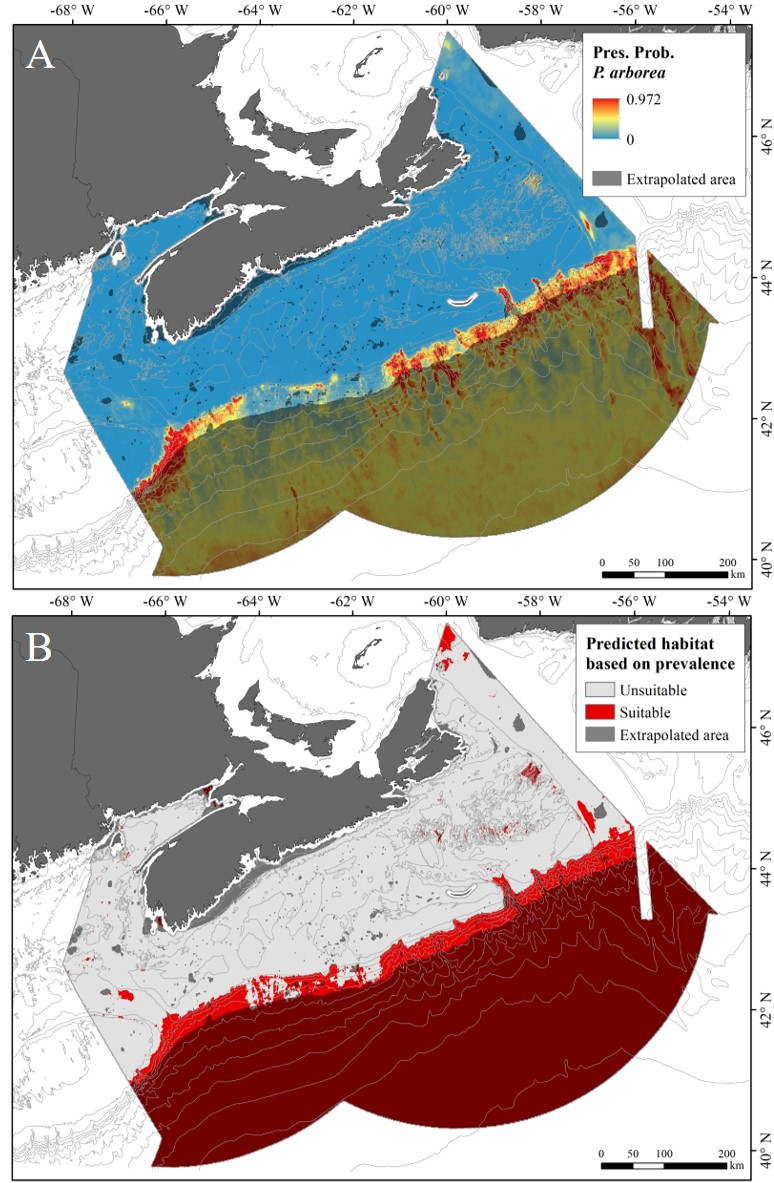 -68° W -66° W -64° W -62° W -60° W -58° W -56° W -54° W
A
Pres. Prob.
P. arborea
0.972
0
Extrapolated area
46° N
44° N
42° N
40° N
0 50 100 200
km
-68° W -66° W -64° W -62° W -60° W -58° W -56° W -54° W
B
Predicted habitat
based on prevalence
Unsuitable
Suitable
Extrapolated area
46° N
44° N
42° N
40° N
0 50 100 200
km